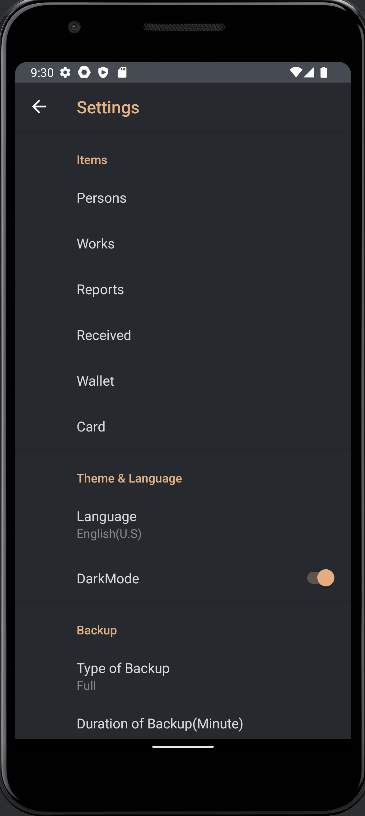 9:30
Settings
Items
Persons
Works
Reports
Received
Wallet
Card
Theme & Language
Language
English(U.S)
DarkMode
Backup
Type of Backup
Full
Duration of Backup(Minute)